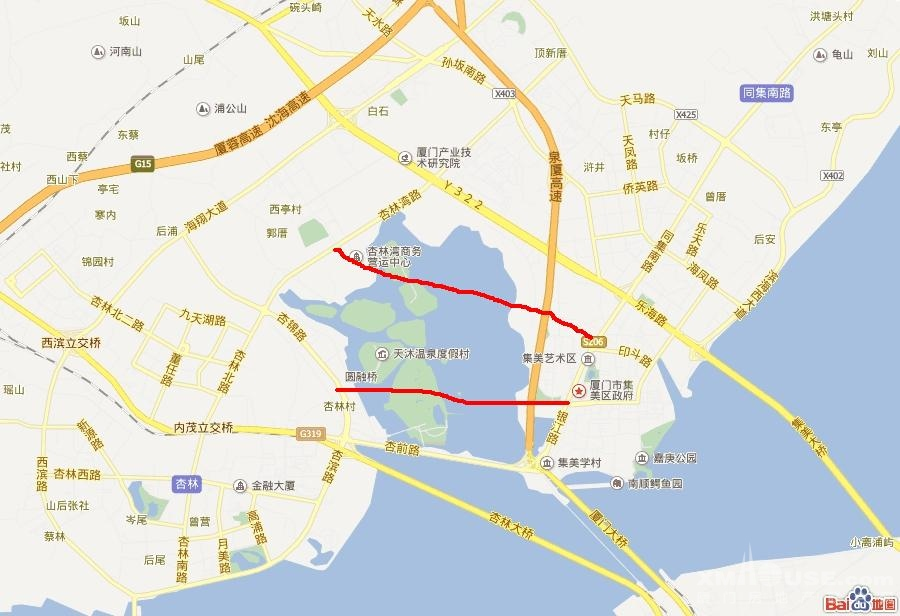 碗头崎
洪塘头村
坂山
天水路
河南山
顶新厝
龟山
刘山
山尾
孙坂南路
X403
同集南路
浦公山
白石
天马路
X425
厦蓉高速 沈海高速
东蔡
村仔
东亭
天凤路
西蔡
G15
厦门产业技
术研究院
泉厦高速
浒井
坂桥
社村
西山下
X402
亭宅
Y 322
侨英路
曾厝
寨内
西亭村
杏林湾路
海翔大道
后浦
郭厝
乐天路
后安
同集南路
杏林湾商务
营运中心
锦园村
海凤路
滨海西大道
杏林北二路
九天湖路
杏锦路
乐海路
西滨立交桥
S206
董任路
杏林北路
天沐温泉度假村
集美艺术区
印斗路
瑶山
圆融桥
厦门市集
美区政府
杏林村
新源路
内茂立交桥
G319
银江路
集美大桥
杏前路
西滨路
杏林西路
杏滨路
集美学村
嘉庚公园
杏林
金融大厦
南顺鳄鱼园
山后张社
岑尾
曾营
高浦路
杏林大桥
厦门大桥
蔡林
月美路
小离浦屿
后尾
杏林南路
Bai 地图